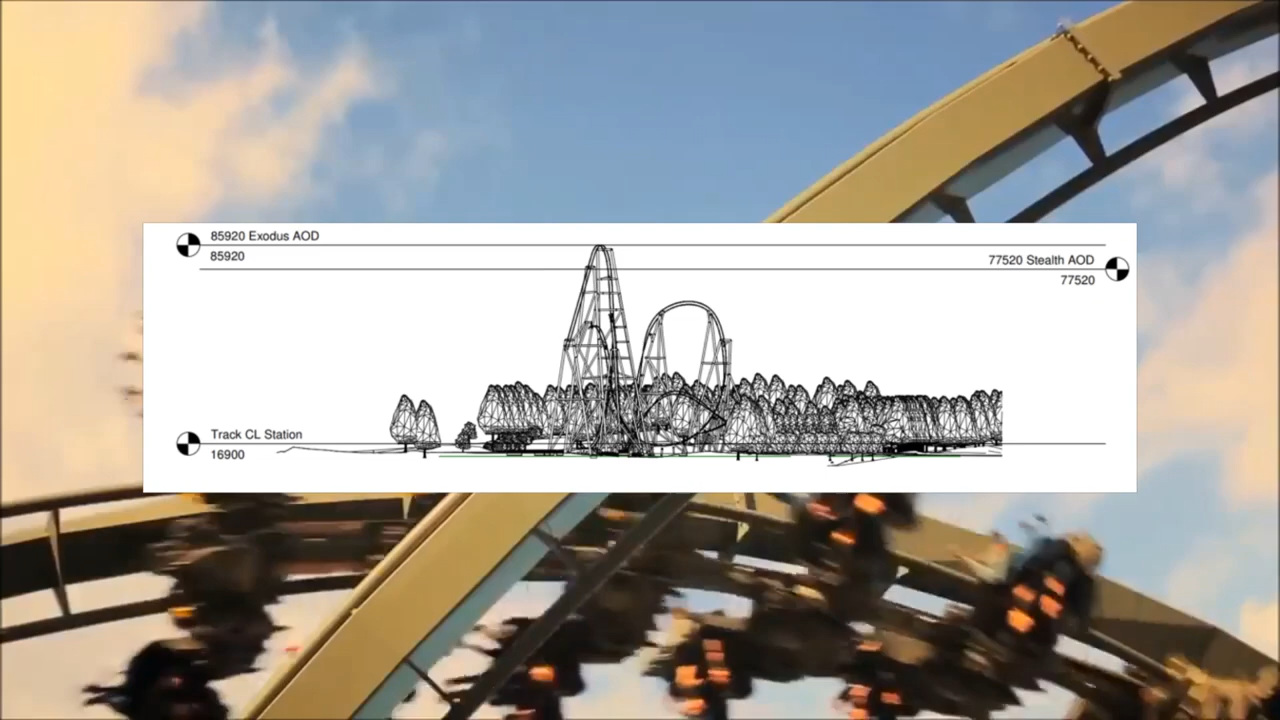 85920 Exodus AOD
85920
77520 Stealth AOD
77520
Track CL Station
16900